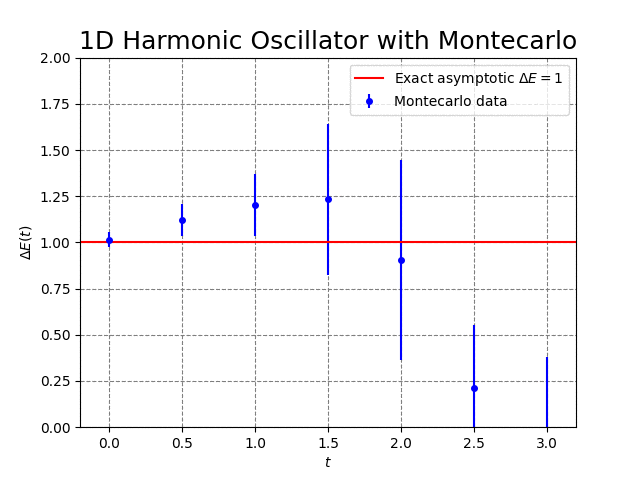 1D Harmonic Oscillator with Montecarlo
2.00
1.75
1.50
1.25
1.00
0.75
0.50
0.25
0.00
ΔE(t)
Exact asymptotic ΔE = 1
Montecarlo data
0.0 0.5 1.0 1.5 2.0 2.5 3.0
t